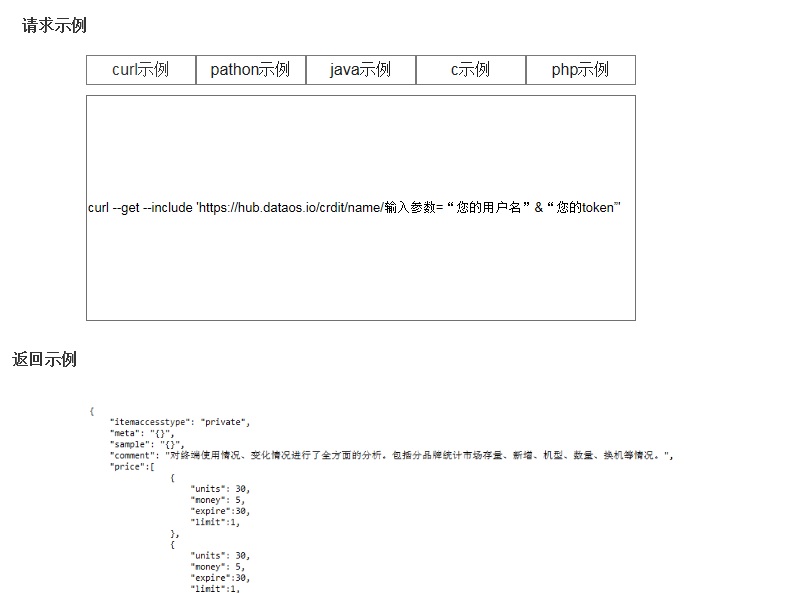 请求示例
curl示例 pathon示例 java示例 c示例 php示例
curl --get --include 'https://hub.dataos.io/crdit/name/输入参数=“您的用户名”&“您的token”'
返回示例
{
"itemaccesstype": "private",
"meta": "{}",
"sample": "{}",
"comment": "对终端使用情况、变化情况进行了全方面的分析。包括分品牌统计市场存量、新增、机型、数量、换机等情况。",
"price":[
{
"units": 30,
"money": 5,
"expire":30,
"limit":1,
},
{
"units": 30,
"money": 5,
"expire":30,
"limit":1,